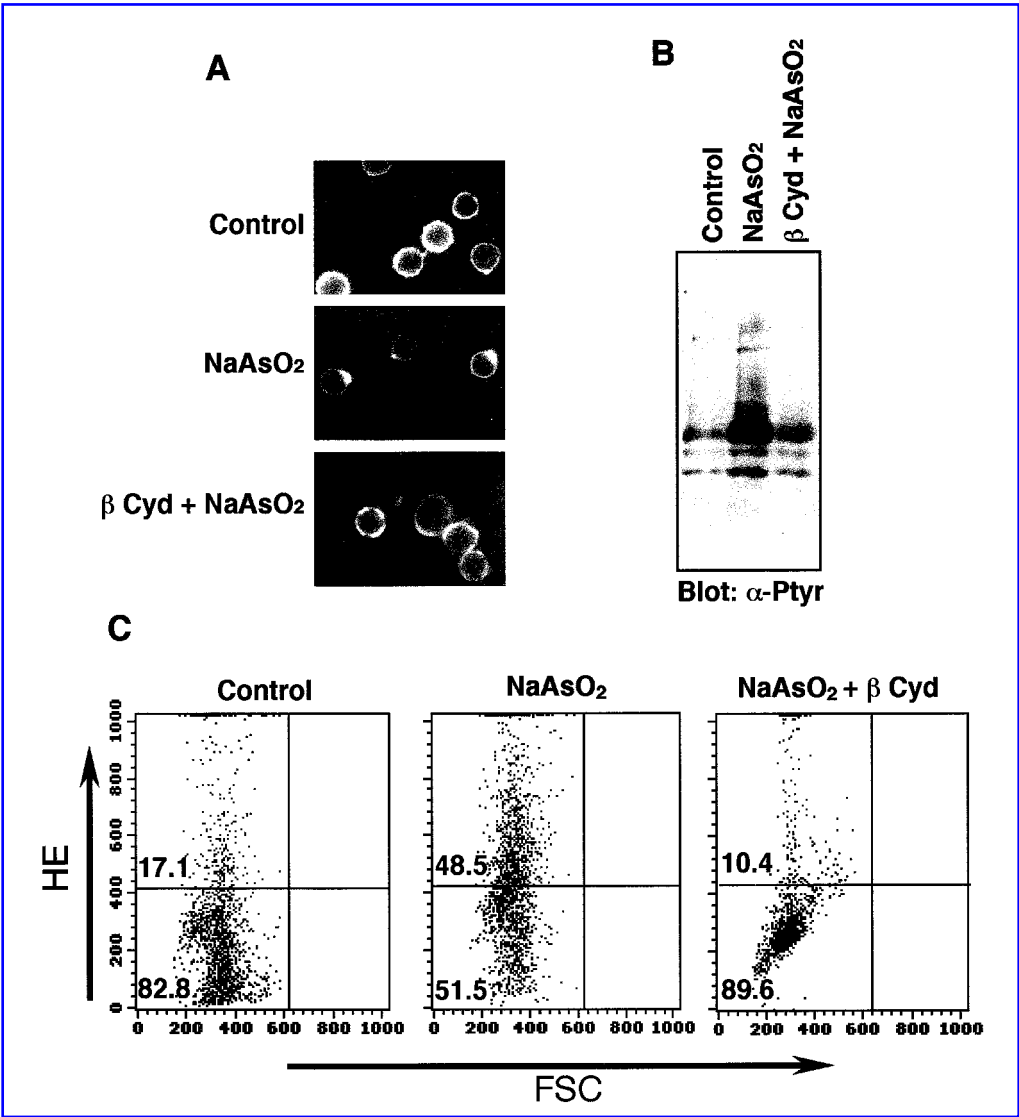 A
B
Control
NaAsO2
β Cyd + NaAsO2
Control
NaAsO2
β Cyd + NaAsO2
Blot: α-Ptyr
C
Control
NaAsO2
NaAsO2 + β Cyd
HE
1000
800
600
400
200
0
17.1
82.8
48.5
51.5
10.4
89.6
0 200 400 600 800 1000
0 200 400 600 800 1000
0 200 400 600 800 1000
FSC